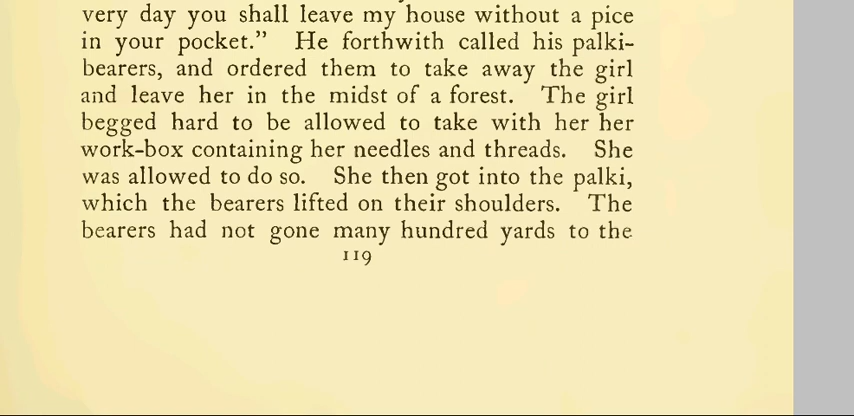 very day you shall leave my house without a pice
in your pocket.” He forthwith called his palki-
bearers, and ordered them to take away the girl
and leave her in the midst of a forest. The girl
begged hard to be allowed to take with her her
work-box containing her needles and threads. She
was allowed to do so. She then got into the palki,
which the bearers lifted on their shoulders. The
bearers had not gone many hundred yards to the
119